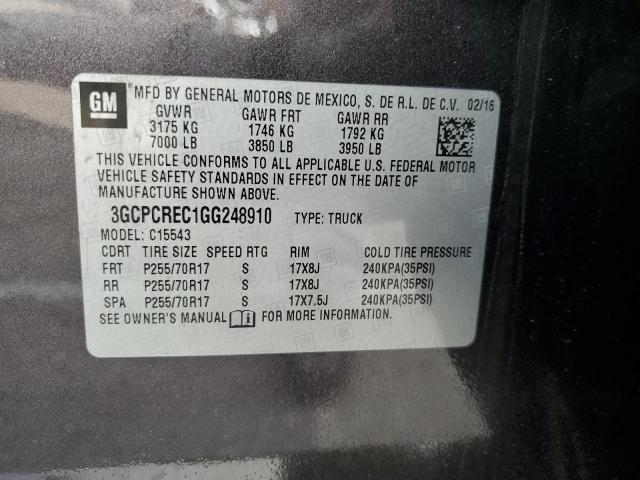 GM ® MFD BY GENERAL MOTORS DE MEXICO, S. DE R.L. DE C.V. 02/16
GVWR GAWR FRT GAWR RR
3175 KG 1746 KG 1792 KG
7000 LB 3850 LB 3950 LB
THIS VEHICLE CONFORMS TO ALL APPLICABLE U.S. FEDERAL MOTOR
VEHICLE SAFETY STANDARDS IN EFFECT ON THE DATE OF
MANUFACTURE SHOWN ABOVE.
3GCPCREC1GG248910 TYPE: TRUCK
MODEL: C15543
CDRT TIRE SIZE SPEED RTG RIM COLD TIRE PRESSURE
FRT P255/70R17 S 17X8J 240KPA(35PSI)
RR P255/70R17 S 17X8J 240KPA(35PSI)
SPA P255/70R17 S 17X7.5J 240KPA(35PSI)
SEE OWNER'S MANUAL FOR MORE INFORMATION.